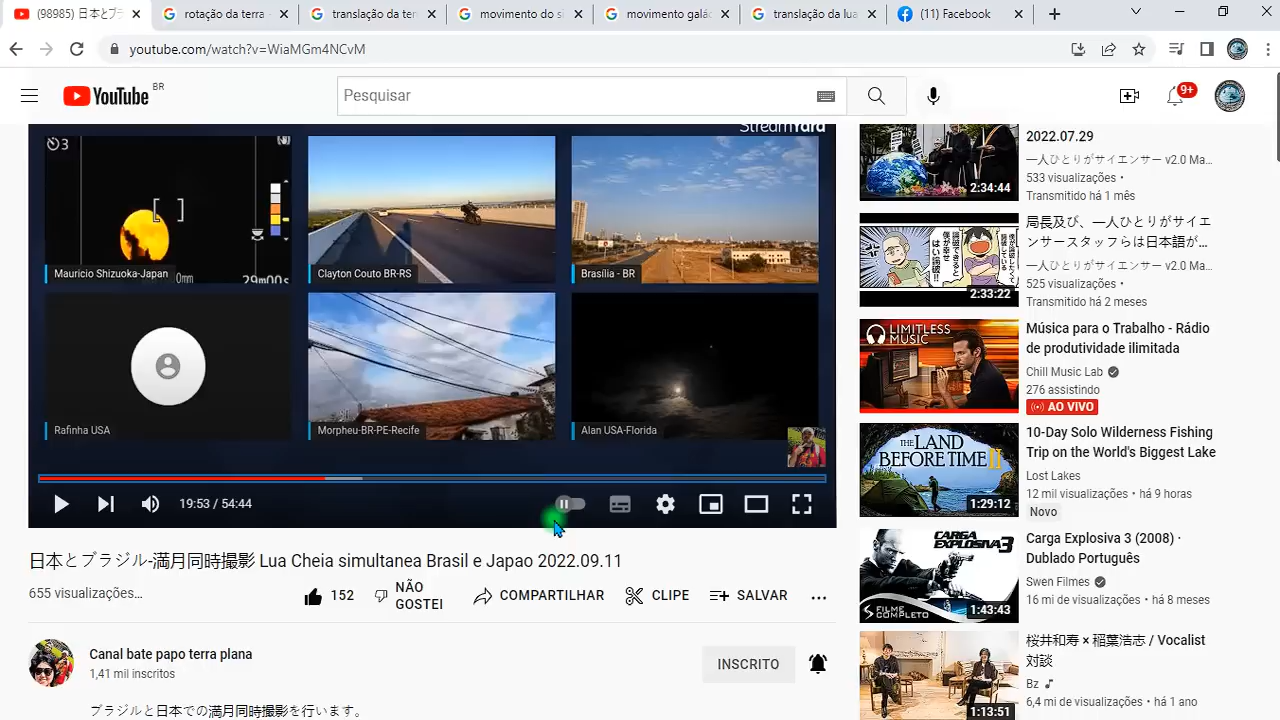 (98985) 日本とブラ
rotação da terra -
translação da ter
movimento do s
movimento gal
translação da lua
(11) Facebook
youtube.com/watch?v=WiaMGm4NCvM
YouTube BR
Pesquisar
9+
StreamYard
3
Mauricio Shizuoka-Japan
0mm
29m00s
Clayton Couto BR-RS
Brasília - BR
Rafinha USA
Morpheu-BR-PE-Recife
Alan USA-Florida
19:53 / 54:44
日本とブラジル-満月同時撮影 Lua Cheia simultanea Brasil e Japao 2022.09.11
655 visualizações...
152
NÃO GOSTEI
COMPARTILHAR
CLIPE
SALVAR
Canal bate papo terra plana
1,41 mil inscritos
INSCRITO
ブラジルと日本での満月同時撮影を行います。
2:34:44
2022.07.29
一人ひとりがサイエンサー v2.0 Ma...
533 visualizações •
Transmitido há 1 mês
2:33:22
局長及び、一人ひとりがサイエ
ンサースタッフらは日本語が...
一人ひとりがサイエンサー v2.0 Ma...
525 visualizações •
Transmitido há 2 meses
LIMITLESS
MUSIC
Música para o Trabalho - Rádio
de produtividade ilimitada
Chill Music Lab
276 assistindo
AO VIVO
THE LAND
BEFORE TIME II
1:29:12
10-Day Solo Wilderness Fishing
Trip on the World's Biggest Lake
Lost Lakes
12 mil visualizações • há 9 horas
Novo
CARGA
EXPLOSIVA 3
FILME
COMPLETO
1:43:43
Carga Explosiva 3 (2008) ·
Dublado Português
Swen Filmes
16 mi de visualizações • há 8 meses
1:13:51
桜井和寿 × 稲葉浩志 / Vocalist
対談
Bz
6,4 mi de visualizações • há 1 ano